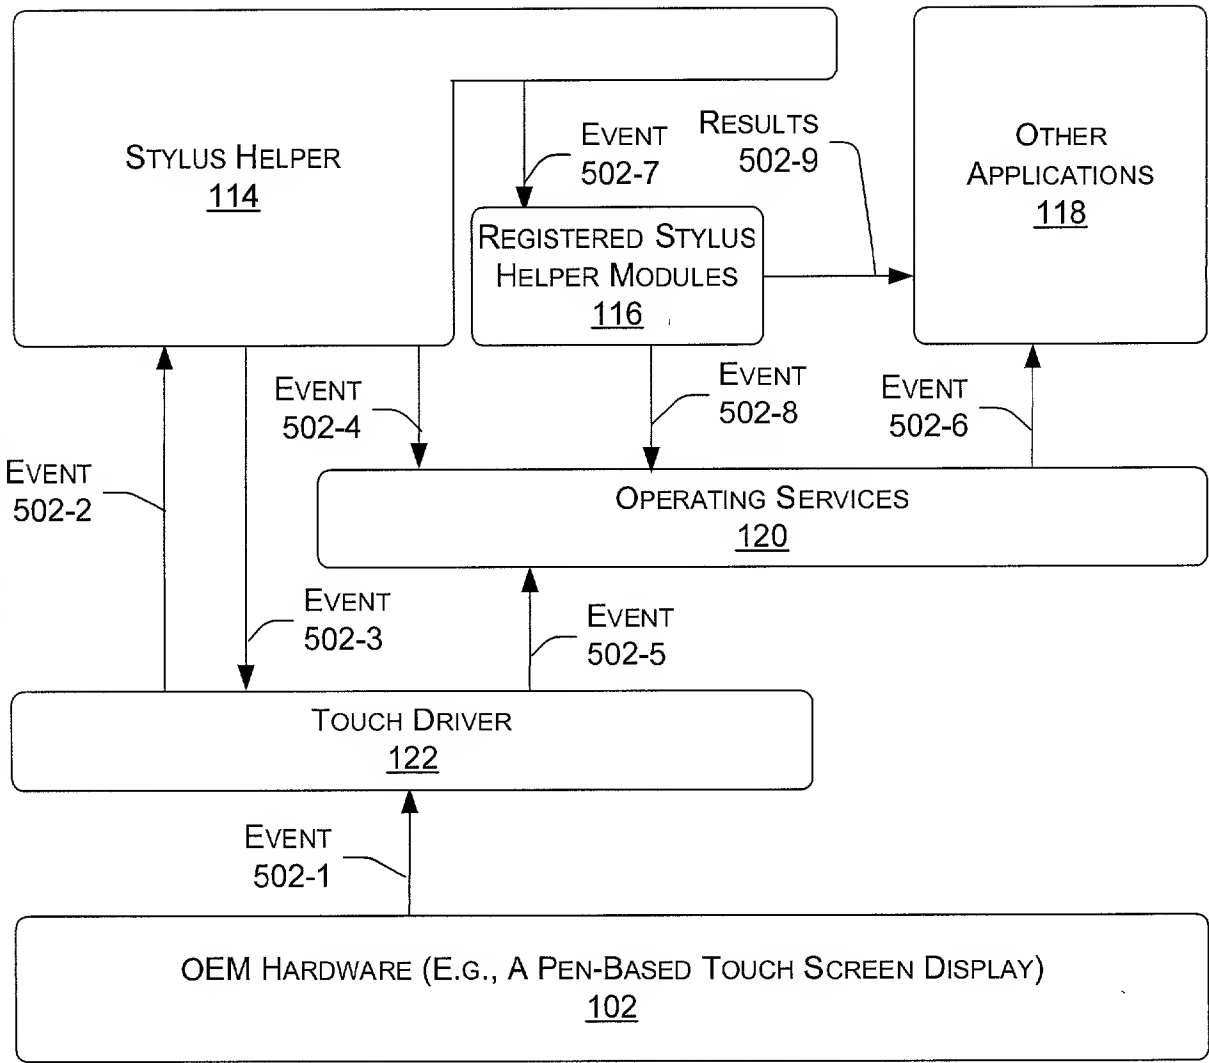 STYLUS HELPER
114
EVENT
502-7
RESULTS
502-9
OTHER
APPLICATIONS
118
REGISTERED STYLUS
HELPER MODULES
116
EVENT
502-4
EVENT
502-8
EVENT
502-6
EVENT
502-2
OPERATING SERVICES
120
EVENT
502-3
EVENT
502-5
TOUCH DRIVER
122
EVENT
502-1
OEM HARDWARE (E.G., A PEN-BASED TOUCH SCREEN DISPLAY)
102